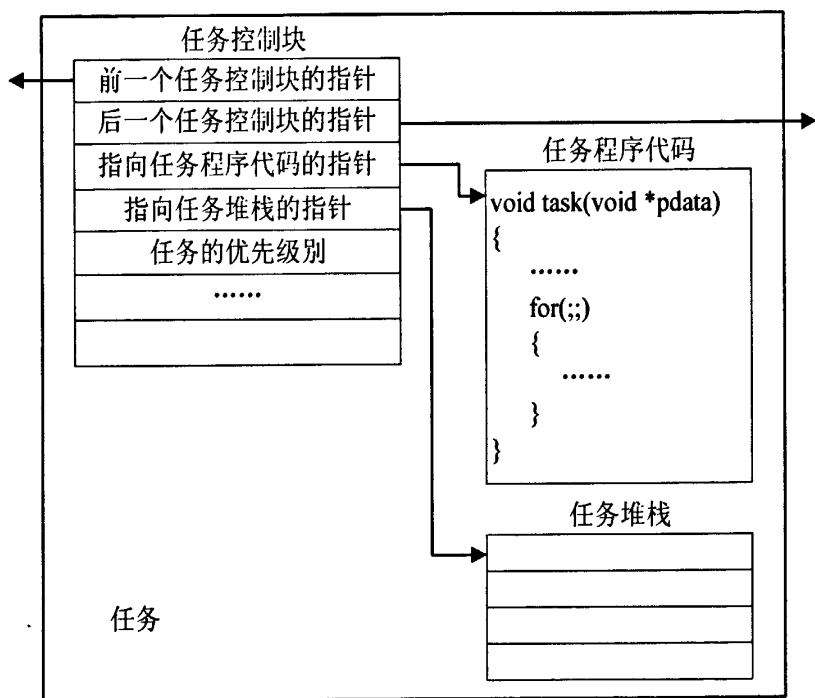 任务控制块
前一个任务控制块的指针
后一个任务控制块的指针
指向任务程序代码的指针
指向任务堆栈的指针
任务的优先级别
……
任务程序代码
void task(void *pdata)
{
……
for(;;)
{
……
}
}
任务堆栈
任务